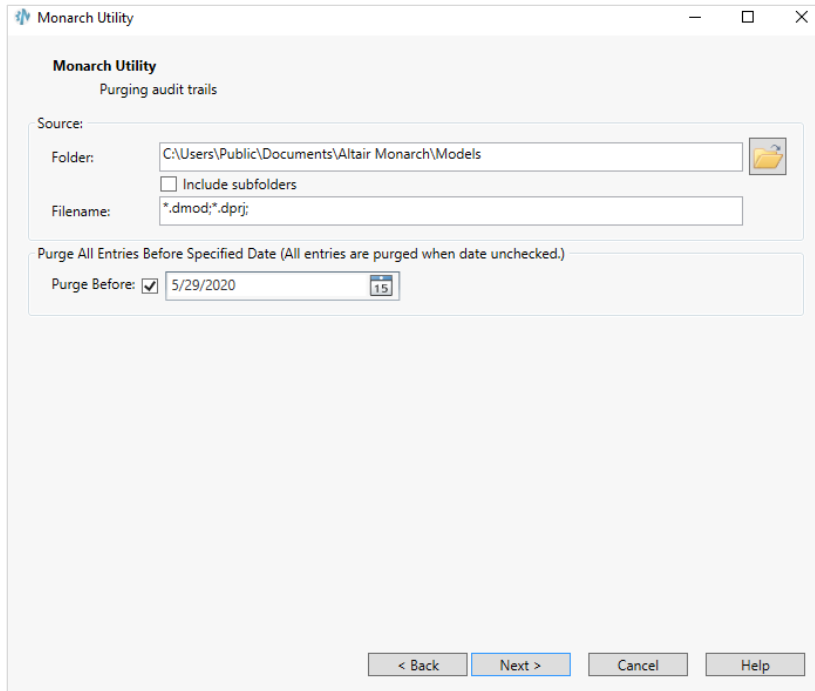 Monarch Utility
Monarch Utility
Purging audit trails
Source:
Folder: C:\Users\Public\Documents\Altair Monarch\Models
Include subfolders
Filename: *.dmod;*.dprj;
Purge All Entries Before Specified Date (All entries are purged when date unchecked.)
Purge Before: 5/29/2020 15
< Back Next > Cancel Help